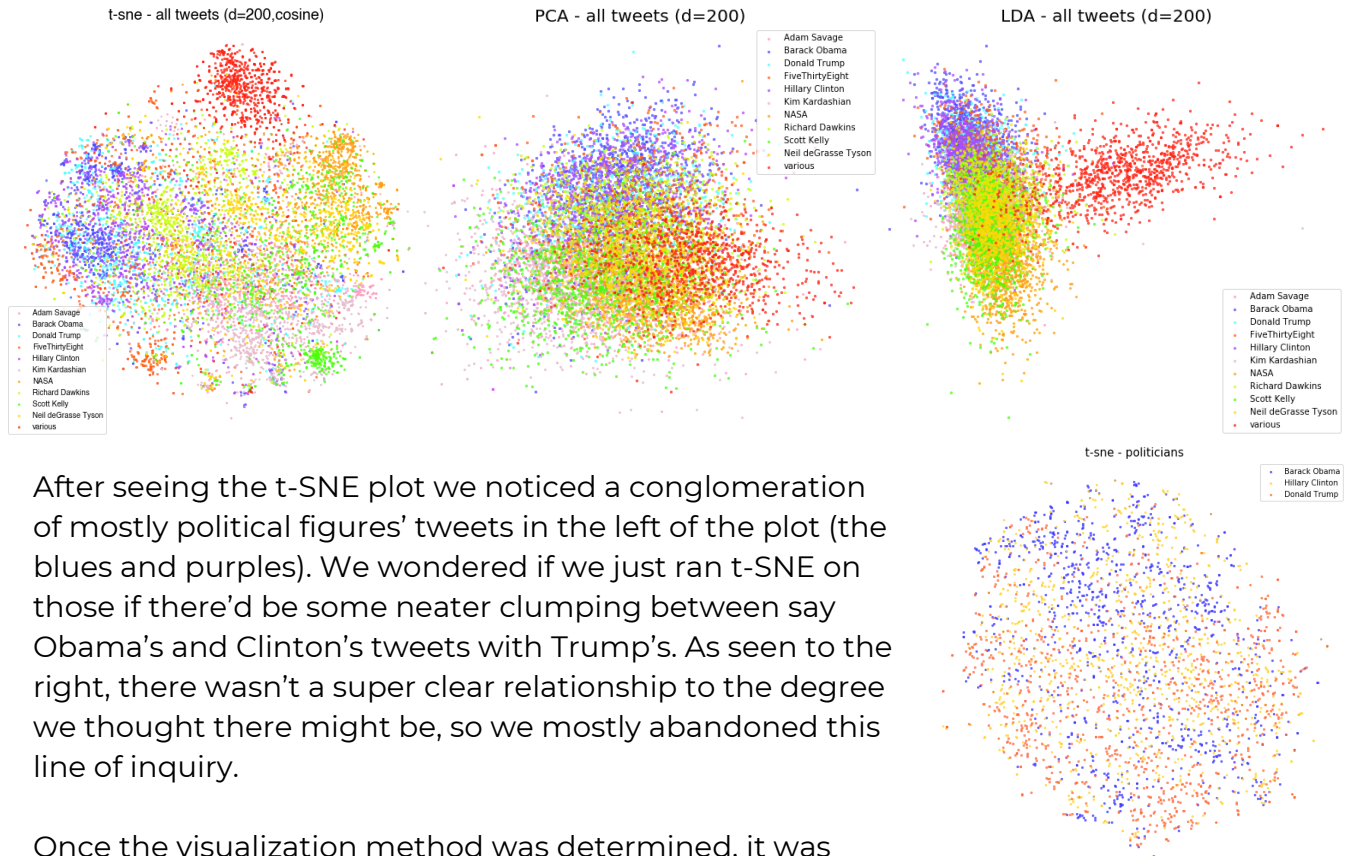 t-sne - all tweets (d=200,cosine)
Adam Savage
Barack Obama
Donald Trump
FiveThirtyEight
Hillary Clinton
Kim Kardashian
NASA
Richard Dawkins
Scott Kelly
Neil deGrasse Tyson
various
PCA - all tweets (d=200)
Adam Savage
Barack Obama
Donald Trump
FiveThirtyEight
Hillary Clinton
Kim Kardashian
NASA
Richard Dawkins
Scott Kelly
Neil deGrasse Tyson
various
LDA - all tweets (d=200)
Adam Savage
Barack Obama
Donald Trump
FiveThirtyEight
Hillary Clinton
Kim Kardashian
NASA
Richard Dawkins
Scott Kelly
Neil deGrasse Tyson
various
After seeing the t-SNE plot we noticed a conglomeration
of mostly political figures’ tweets in the left of the plot (the
blues and purples). We wondered if we just ran t-SNE on
those if there’d be some neater clumping between say
Obama’s and Clinton’s tweets with Trump’s. As seen to the
right, there wasn’t a super clear relationship to the degree
we thought there might be, so we mostly abandoned this
line of inquiry.
t-sne - politicians
Barack Obama
Hillary Clinton
Donald Trump
Once the visualization method was determined, it was